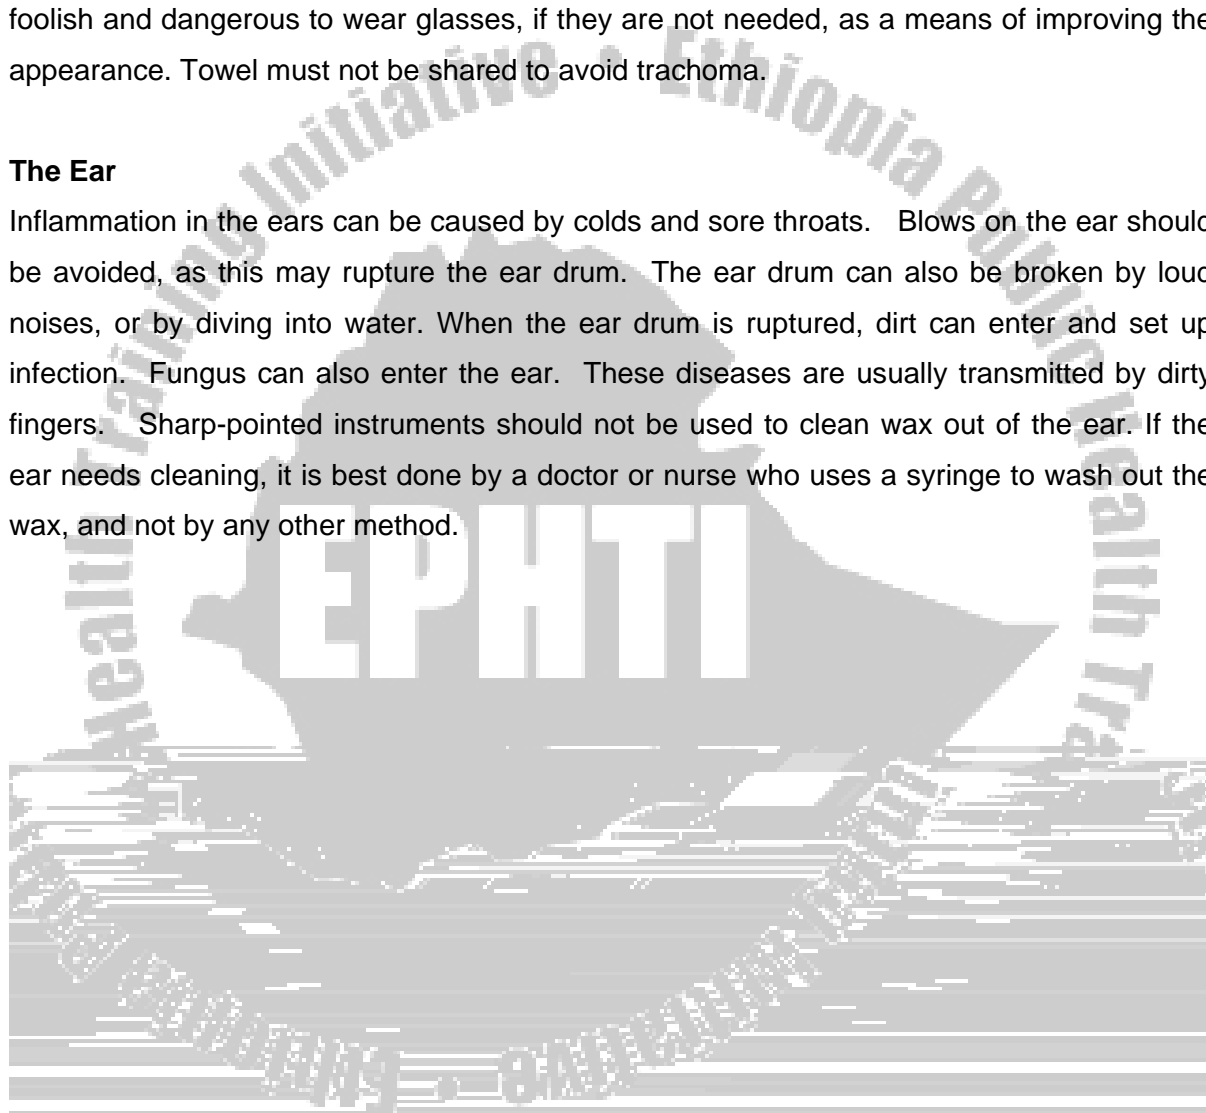 foolish and dangerous to wear glasses, if they are not needed, as a means of improving the
appearance. Towel must not be shared to avoid trachoma.
The Ear
Inflammation in the ears can be caused by colds and sore throats. Blows on the ear should
be avoided, as this may rupture the ear drum. The ear drum can also be broken by loud
noises, or by diving into water. When the ear drum is ruptured, dirt can enter and set up
infection. Fungus can also enter the ear. These diseases are usually transmitted by dirty
fingers. Sharp-pointed instruments should not be used to clean wax out of the ear. If the
ear needs cleaning, it is best done by a doctor or nurse who uses a syringe to wash out the
wax, and not by any other method.
Health Training Initiative • Ethiopia Public Health Tra
EPHTI